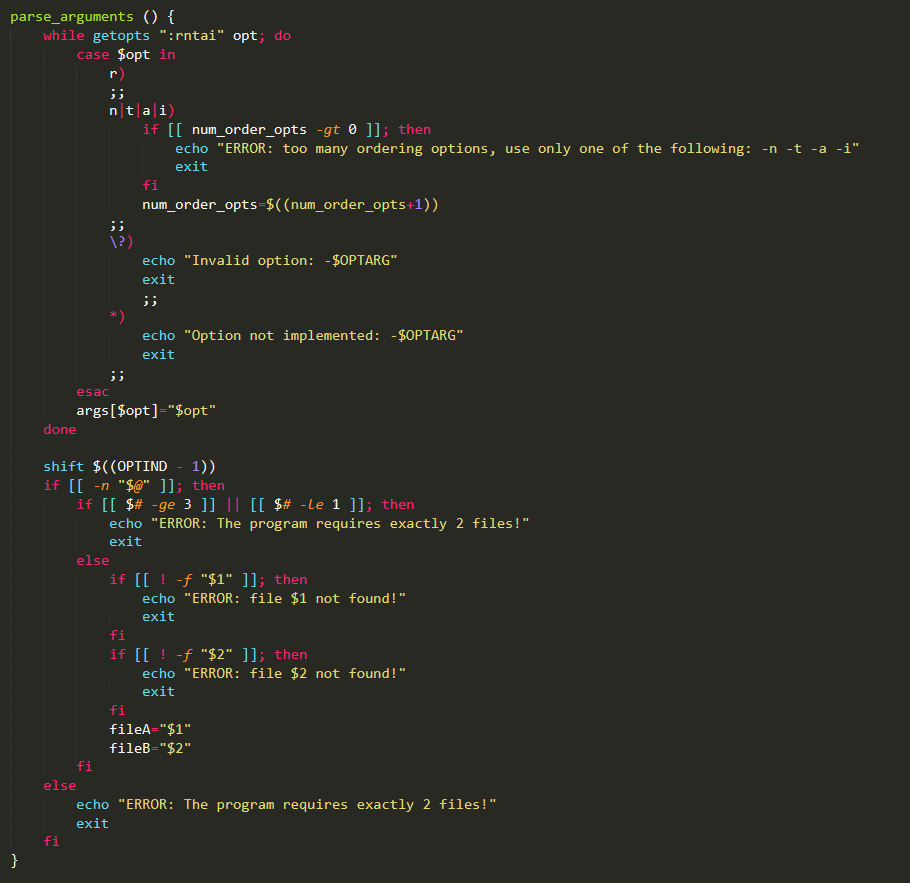 parse_arguments () {
    while getopts ":rntai" opt; do
        case $opt in
            r)
            ;;
            n|t|a|i)
                if [[ num_order_opts -gt 0 ]]; then
                    echo "ERROR: too many ordering options, use only one of the following: -n -t -a -i"
                    exit
                fi
                num_order_opts=$((num_order_opts+1))
            ;;
            \?)
                echo "Invalid option: -$OPTARG"
                exit
                ;;
            *)
                echo "Option not implemented: -$OPTARG"
                exit
            ;;
        esac
        args[$opt]="$opt"
    done

    shift $((OPTIND - 1))
    if [[ -n "$@" ]]; then
        if [[ $# -ge 3 ]] || [[ $# -le 1 ]]; then
            echo "ERROR: The program requires exactly 2 files!"
            exit
        else
            if [[ ! -f "$1" ]]; then
                echo "ERROR: file $1 not found!"
                exit
            fi
            if [[ ! -f "$2" ]]; then
                echo "ERROR: file $2 not found!"
                exit
            fi
            fileA="$1"
            fileB="$2"
        fi
    else
        echo "ERROR: The program requires exactly 2 files!"
        exit
    fi
}